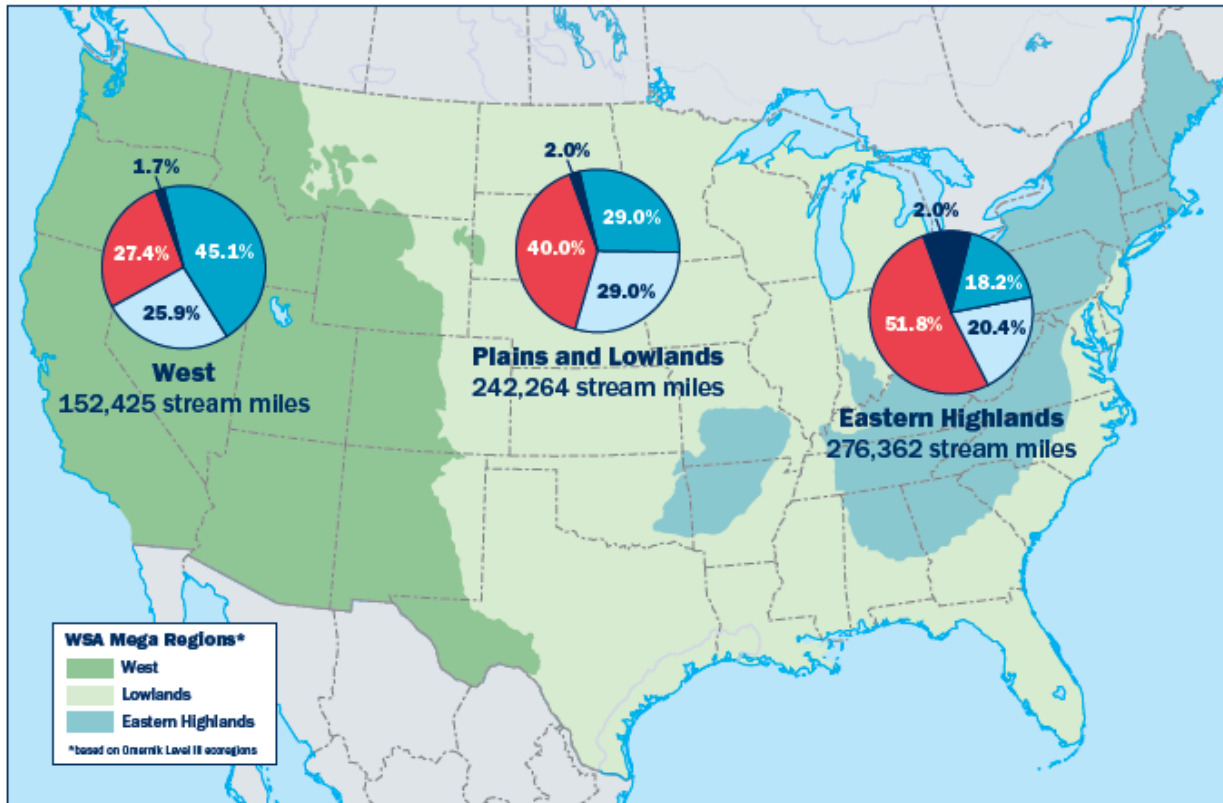 1.7%
45.1%
27.4%
25.9%
West
152,425 stream miles
2.0%
29.0%
40.0%
29.0%
Plains and Lowlands
242,264 stream miles
2.0%
18.2%
51.8%
20.4%
Eastern Highlands
276,362 stream miles
WSA Mega Regions*
West
Lowlands
Eastern Highlands
*based on Omernik Level III ecoregions